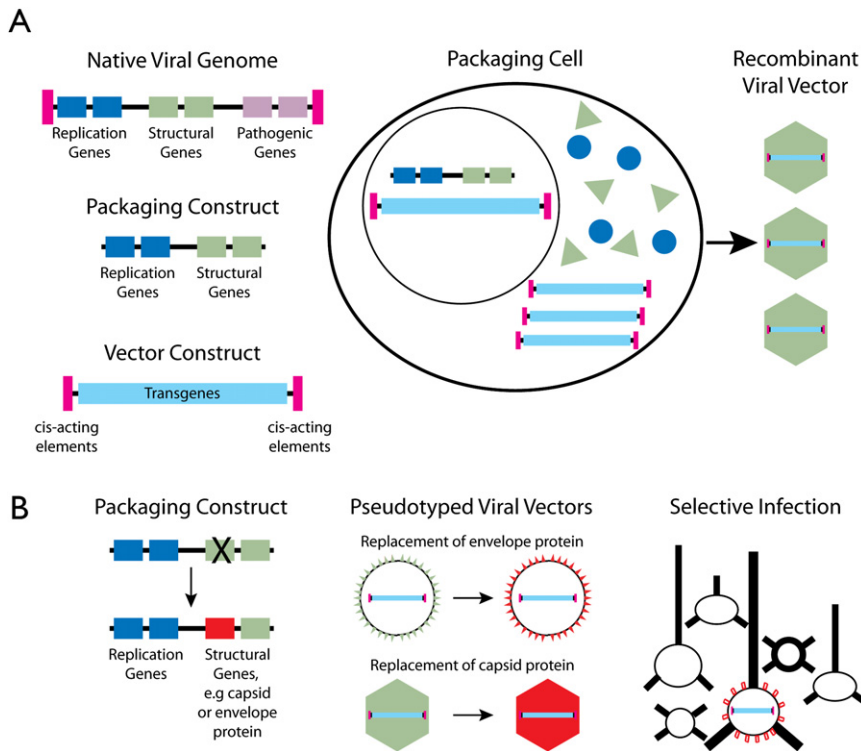 A
Native Viral Genome
Replication
Genes
Structural
Genes
Pathogenic
Genes
Packaging Construct
Replication
Genes
Structural
Genes
Vector Construct
Transgenes
cis-acting
elements
cis-acting
elements
Packaging Cell
Recombinant
Viral Vector
B
Packaging Construct
X
Replication
Genes
Structural
Genes,
e.g capsid
or envelope
protein
Pseudotyped Viral Vectors
Replacement of envelope protein
Replacement of capsid protein
Selective Infection